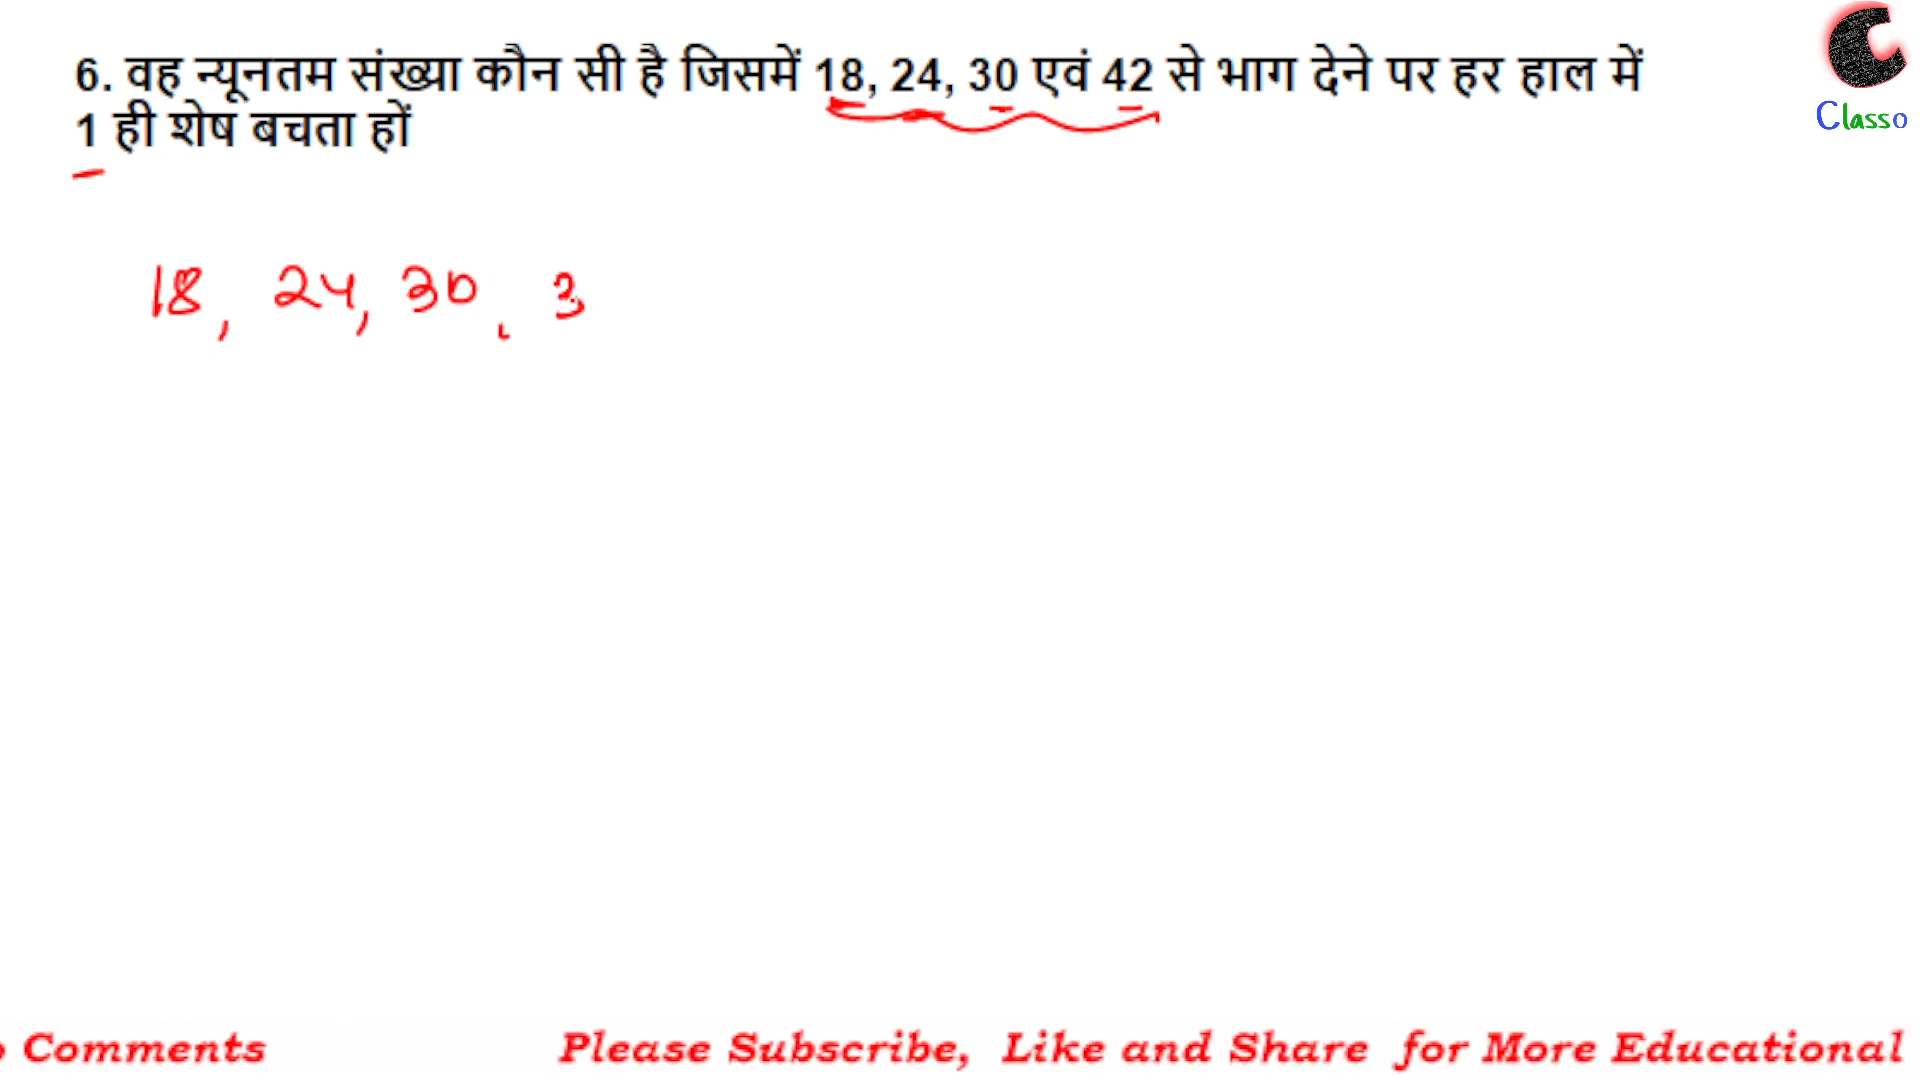 6. वह न्यूनतम संख्या कौन सी है जिसमें 18, 24, 30 एवं 42 से भाग देने पर हर हाल में
1 ही शेष बचता हों
Classo
18, 24, 30, 3
Comments Please Subscribe, Like and Share for More Educational